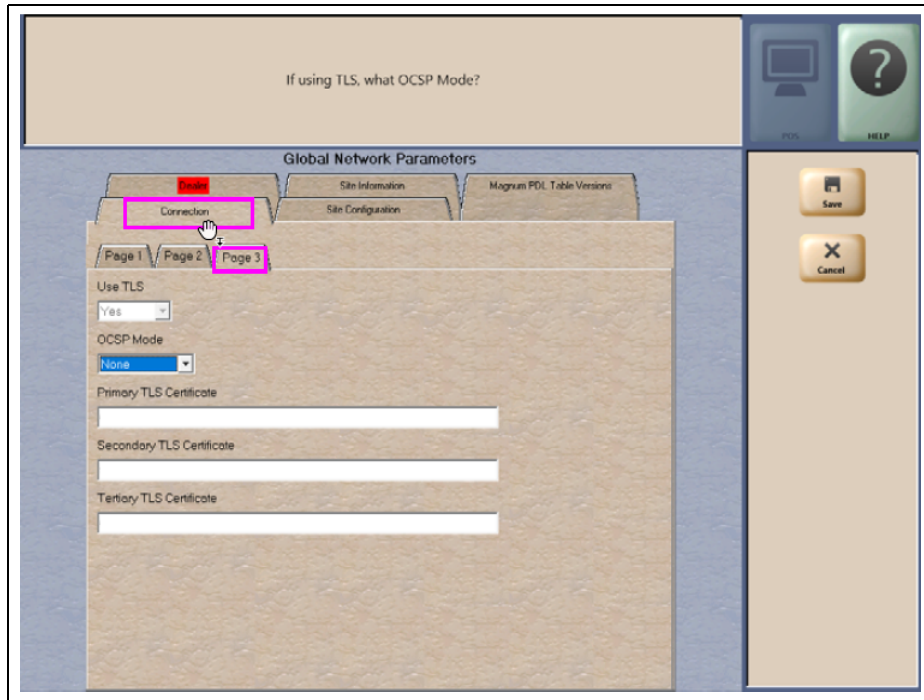 If using TLS, what OCSP Mode?
POS
HELP
Global Network Parameters
Dealer
Site Information
Magnum PDL Table Versions
Connection
Site Configuration
Page 1
Page 2
Page 3
Use TLS
Yes
OCSP Mode
None
Primary TLS Certificate
Secondary TLS Certificate
Tertiary TLS Certificate
Save
Cancel